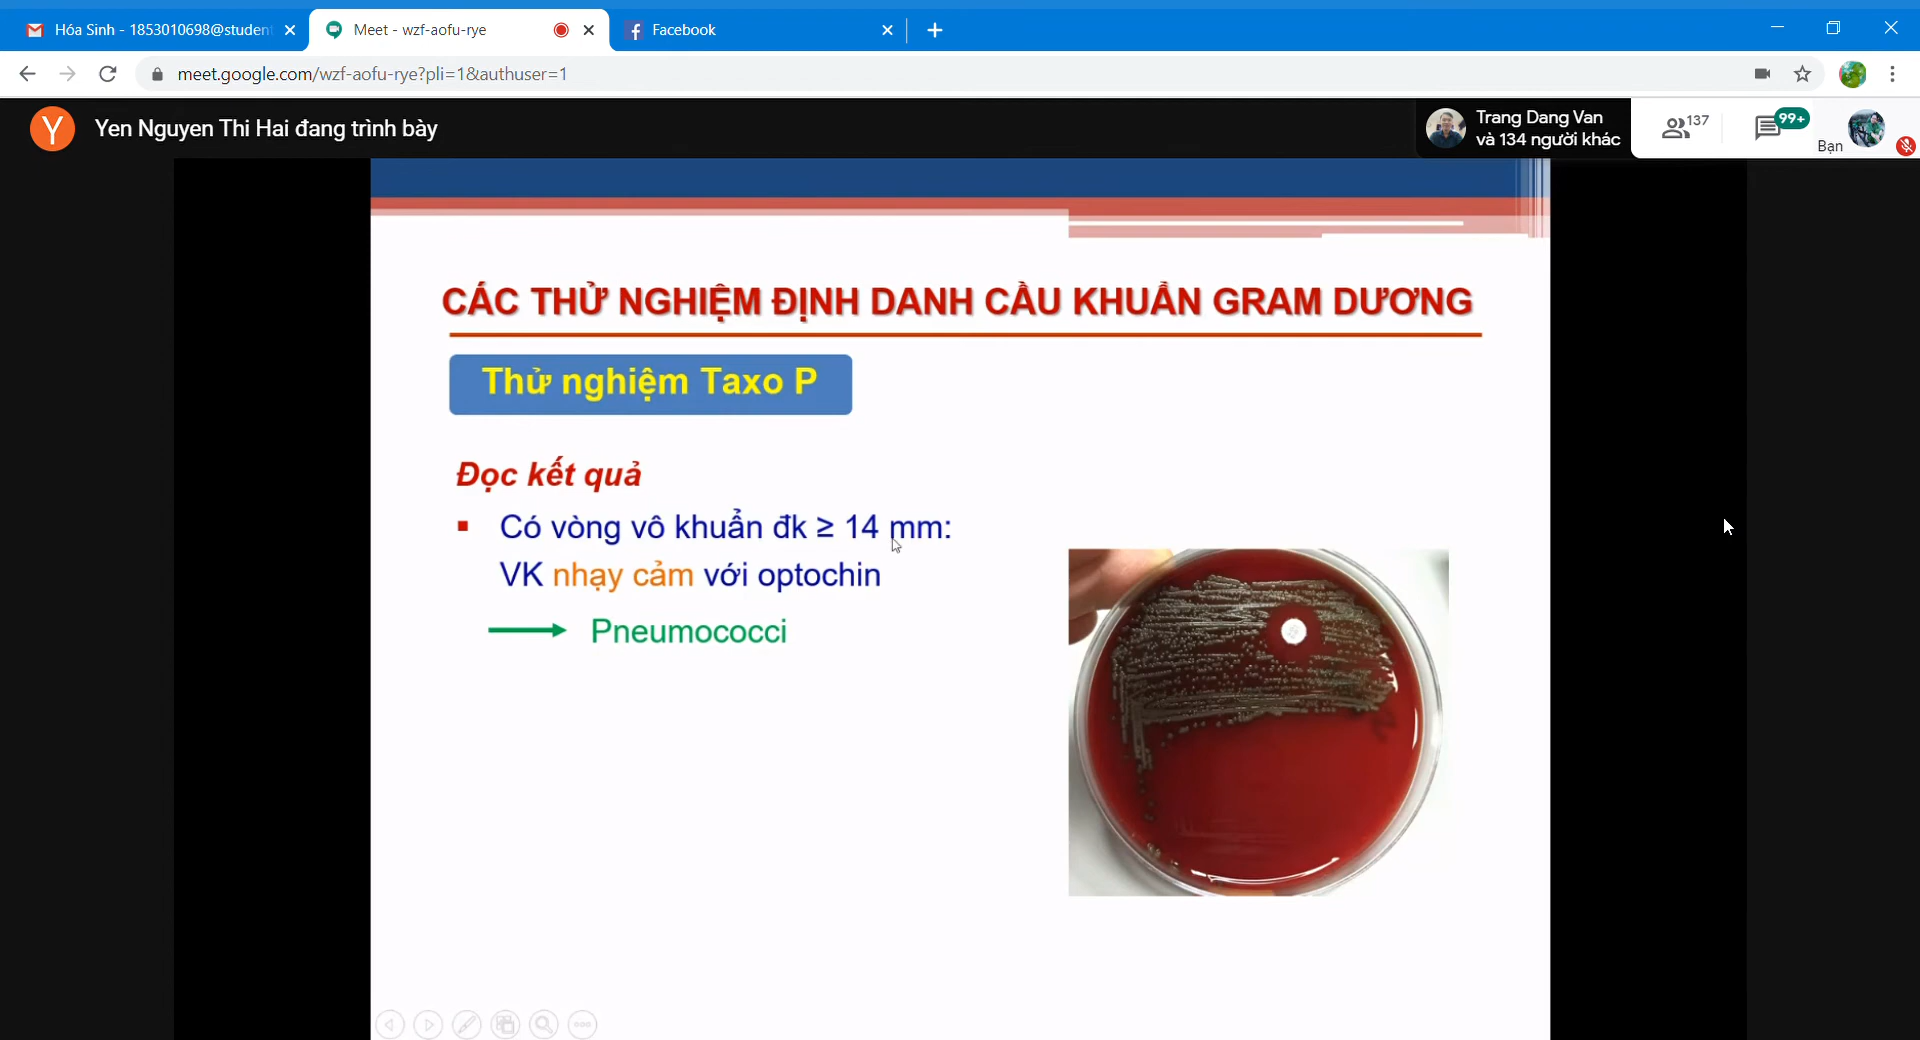 Hóa Sinh - 1853010698@student
Meet - wzf-aofu-rye
Facebook
meet.google.com/wzf-aofu-rye?pli=1&authuser=1
Y
Yen Nguyen Thi Hai đang trình bày
Trang Dang Van
và 134 người khác
137
99+
Bạn
CÁC THỬ NGHIỆM ĐỊNH DANH CẦU KHUẨN GRAM DƯƠNG
Thử nghiệm Taxo P
Đọc kết quả
Có vòng vô khuẩn đk ≥ 14 mm:
VK nhạy cảm với optochin
Pneumococci